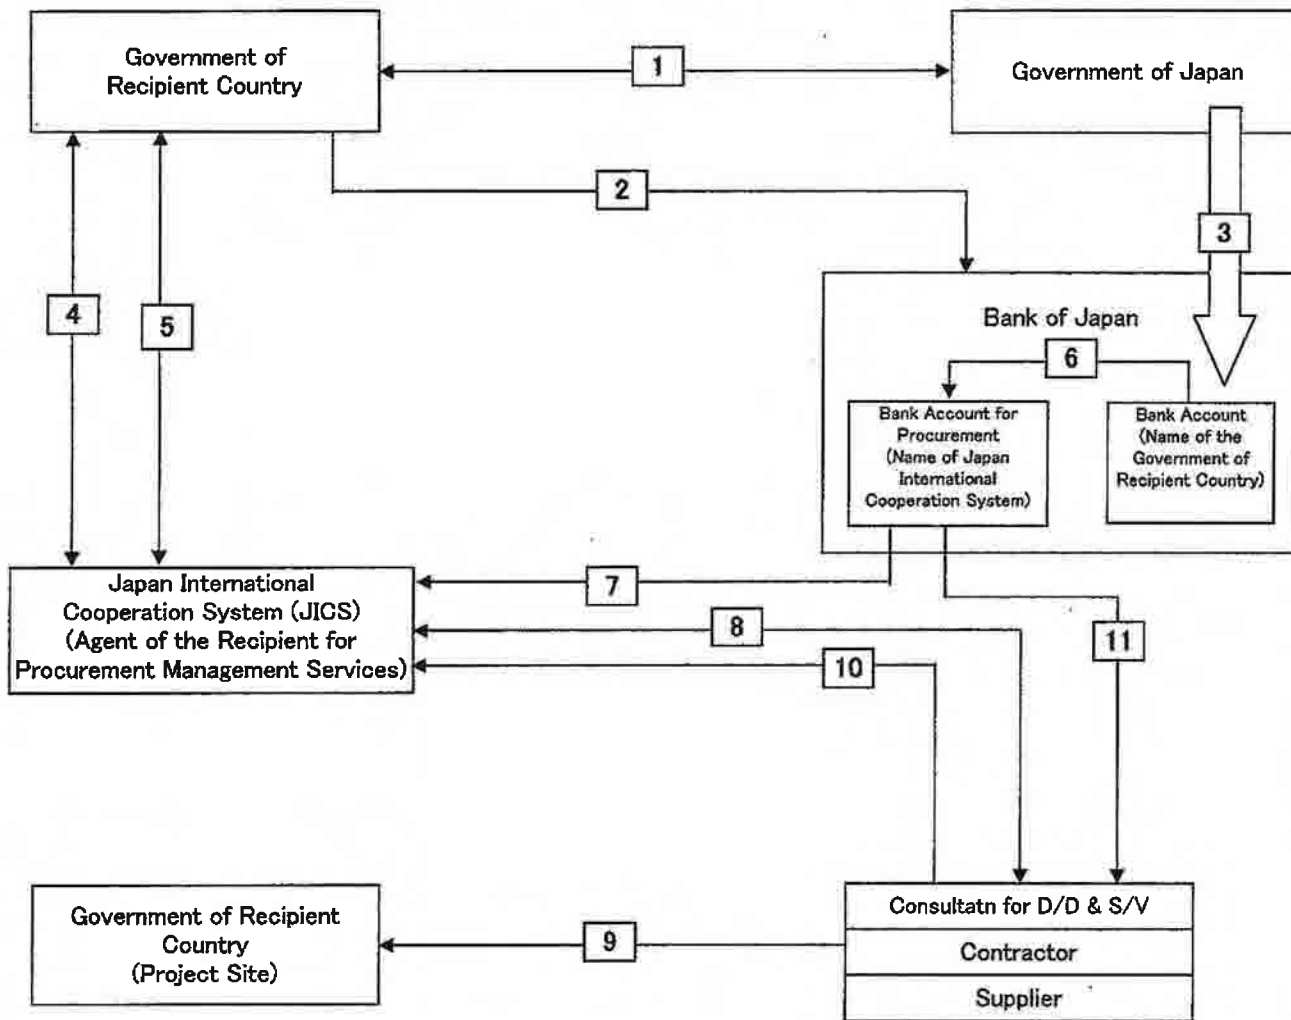 Government of
Recipient Country
1
Government of Japan
2
3
4
5
Bank of Japan
6
Bank Account for
Procurement
(Name of Japan
International
Cooperation System)
Bank Account
(Name of the
Government of
Recipient Country)
Japan International
Cooperation System (JICS)
(Agent of the Recipient for
Procurement Management Services)
7
8
10
11
Government of Recipient
Country
(Project Site)
9
Consultatn for D/D & S/V
Contractor
Supplier